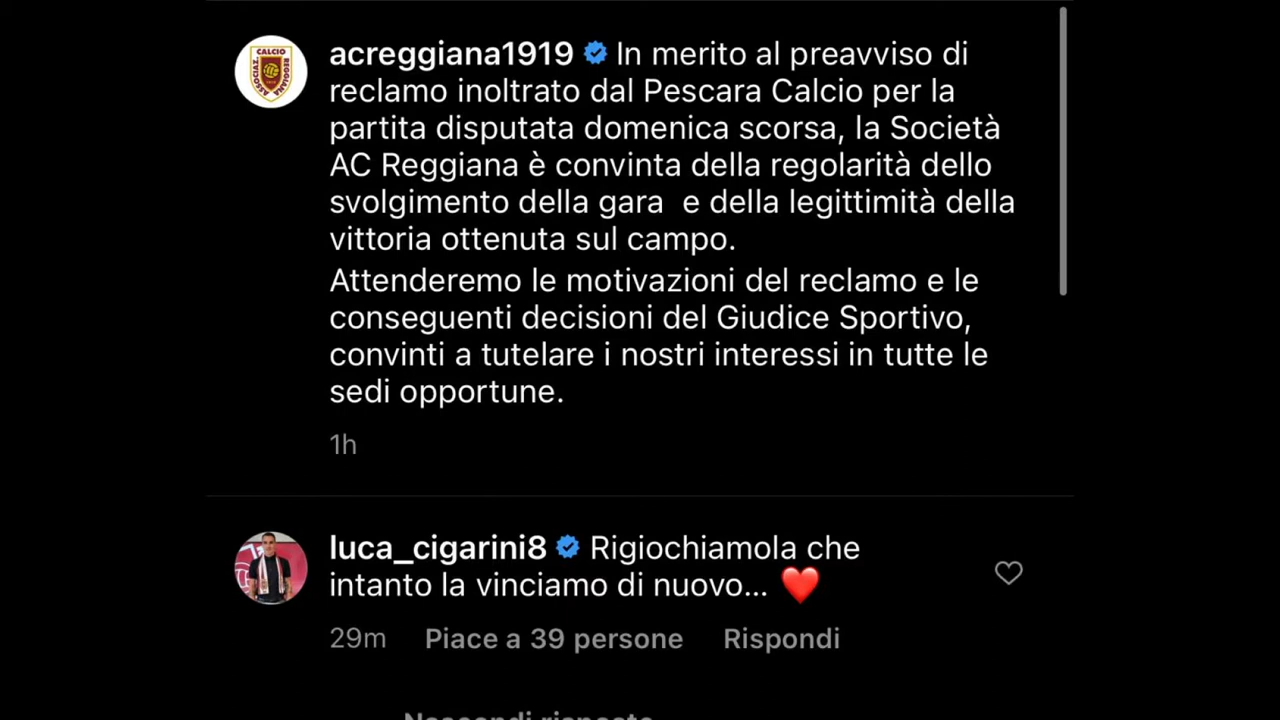 acreggiana1919 In merito al preavviso di
reclamo inoltrato dal Pescara Calcio per la
partita disputata domenica scorsa, la Società
AC Reggiana è convinta della regolarità dello
svolgimento della gara e della legittimità della
vittoria ottenuta sul campo.
Attenderemo le motivazioni del reclamo e le
conseguenti decisioni del Giudice Sportivo,
convinti a tutelare i nostri interessi in tutte le
sedi opportune.
1h
luca_cigarini8 Rigiochiamola che
intanto la vinciamo di nuovo... ❤️
29m Piace a 39 persone Rispondi